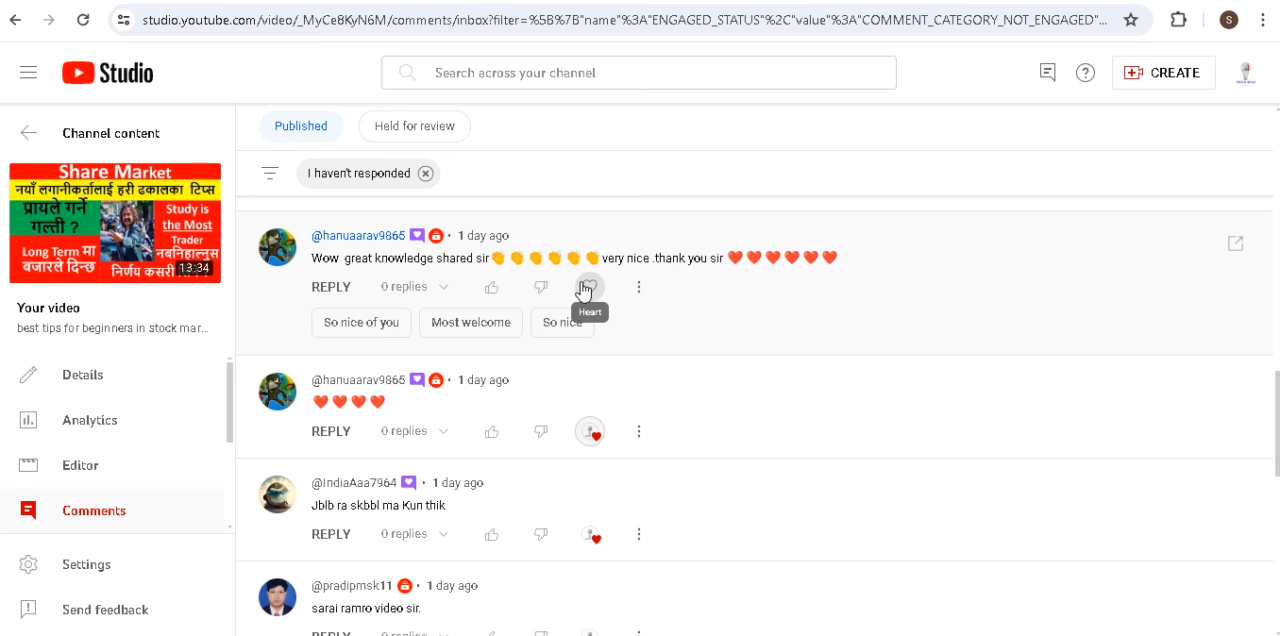 studio.youtube.com/video/_MyCe8KyN6M/comments/inbox?filter=%5B%7B"name"%3A"ENGAGED_STATUS"%2C"value"%3A"COMMENT_CATEGORY_NOT_ENGAGED"...
S
Studio
Search across your channel
CREATE
Channel content
Published
Held for review
I haven't responded
Share Market
नयाँ लगानीकर्तालाई हरी ढकालका टिप्स
प्रायले गर्ने
गल्ती ?
Study is
the Most
Trader
Long Term मा
बजारले दिन्छ
नबनिहाल्नुस
निर्णय कसरी
13:34
Your video
best tips for beginners in stock mar...
Details
Analytics
Editor
Comments
Settings
Send feedback
@hanuaarav9865 • 1 day ago
Wow great knowledge shared sir👏👏👏👏👏👏very nice .thank you sir ❤️❤️❤️❤️❤️❤️
REPLY 0 replies
Heart
So nice of you
Most welcome
So nice
@hanuaarav9865 • 1 day ago
❤️❤️❤️❤️
REPLY 0 replies
@IndiaAaa7964 • 1 day ago
Jblb ra skbbl ma Kun thik
REPLY 0 replies
@pradipmsk11 • 1 day ago
sarai ramro video sir.
REPLY 0 replies